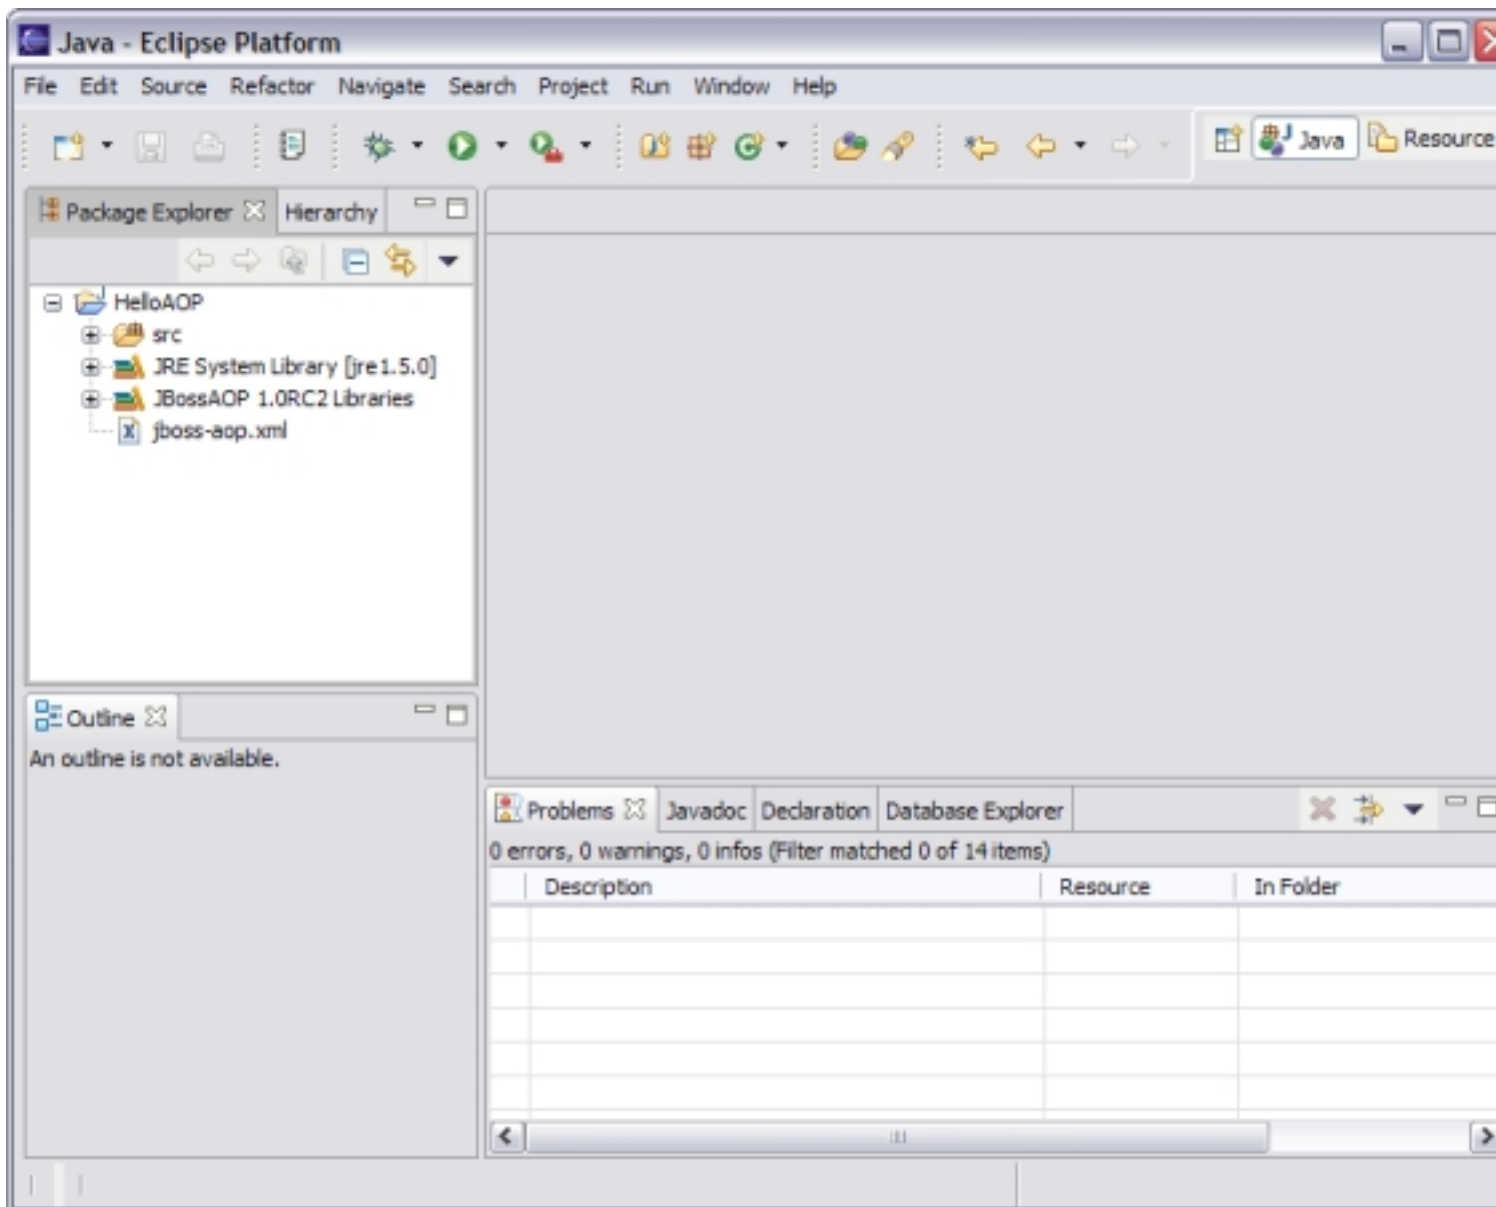 Java - Eclipse Platform
File Edit Source Refactor Navigate Search Project Run Window Help
Java Resource
Package Explorer Hierarchy
HelloAOP
src
JRE System Library [jre1.5.0]
JBossAOP 1.0RC2 Libraries
jboss-aop.xml
Outline
An outline is not available.
Problems Javadoc Declaration Database Explorer
0 errors, 0 warnings, 0 infos (Filter matched 0 of 14 items)
Description Resource In Folder